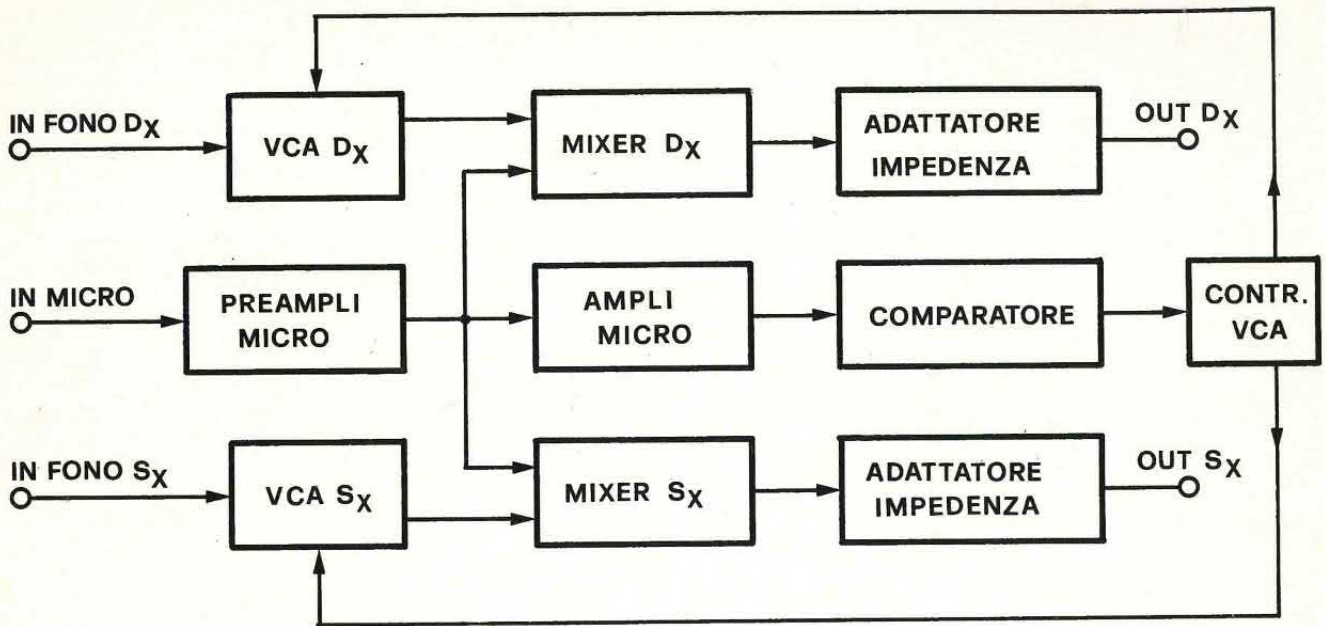 IN FONO DX
VCA DX
MIXER DX
ADATTATORE
IMPEDENZA
OUT DX
IN MICRO
PREAMPLI
MICRO
AMPLI
MICRO
COMPARATORE
CONTR.
VCA
IN FONO SX
VCA SX
MIXER SX
ADATTATORE
IMPEDENZA
OUT SX